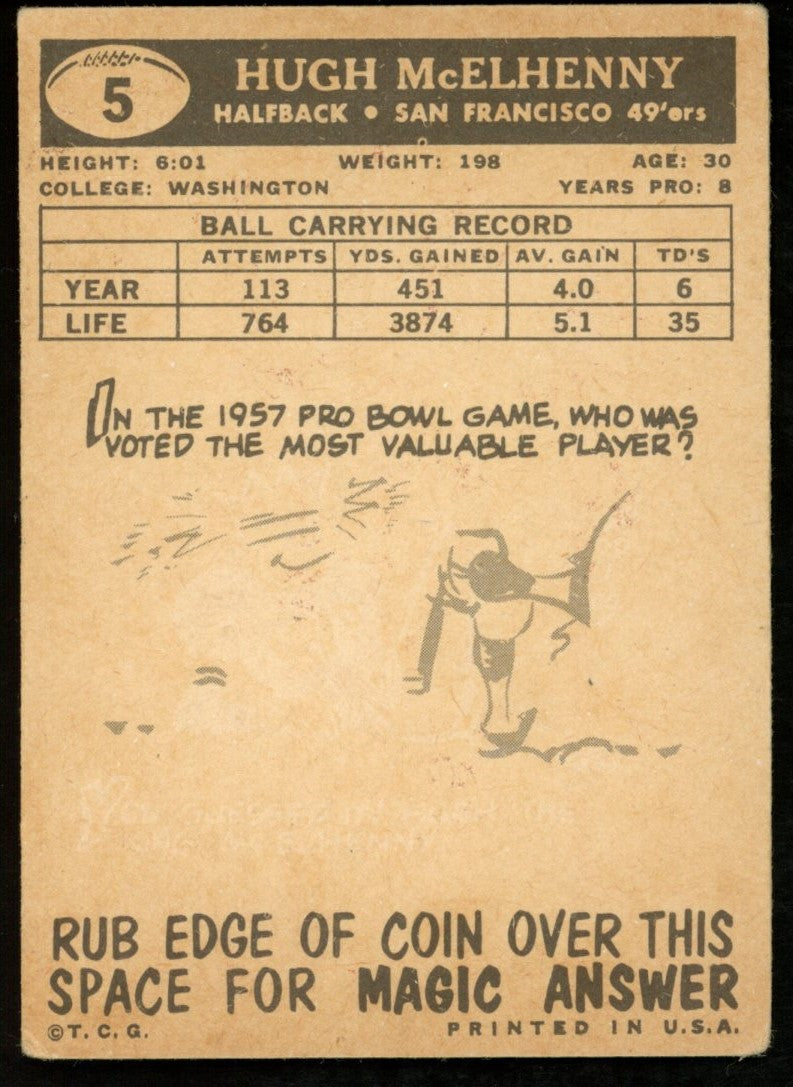 5
HUGH McELHENNY
HALFBACK • SAN FRANCISCO 49'ers
HEIGHT: 6:01 WEIGHT: 198 AGE: 30
COLLEGE: WASHINGTON YEARS PRO: 8
BALL CARRYING RECORD
ATTEMPTS YDS. GAINED AV. GAIN TD'S
YEAR 113 451 4.0 6
LIFE 764 3874 5.1 35
IN THE 1957 PRO BOWL GAME, WHO WAS
VOTED THE MOST VALUABLE PLAYER?
RUB EDGE OF COIN OVER THIS
SPACE FOR MAGIC ANSWER
©T. C. G. PRINTED IN U.S.A.